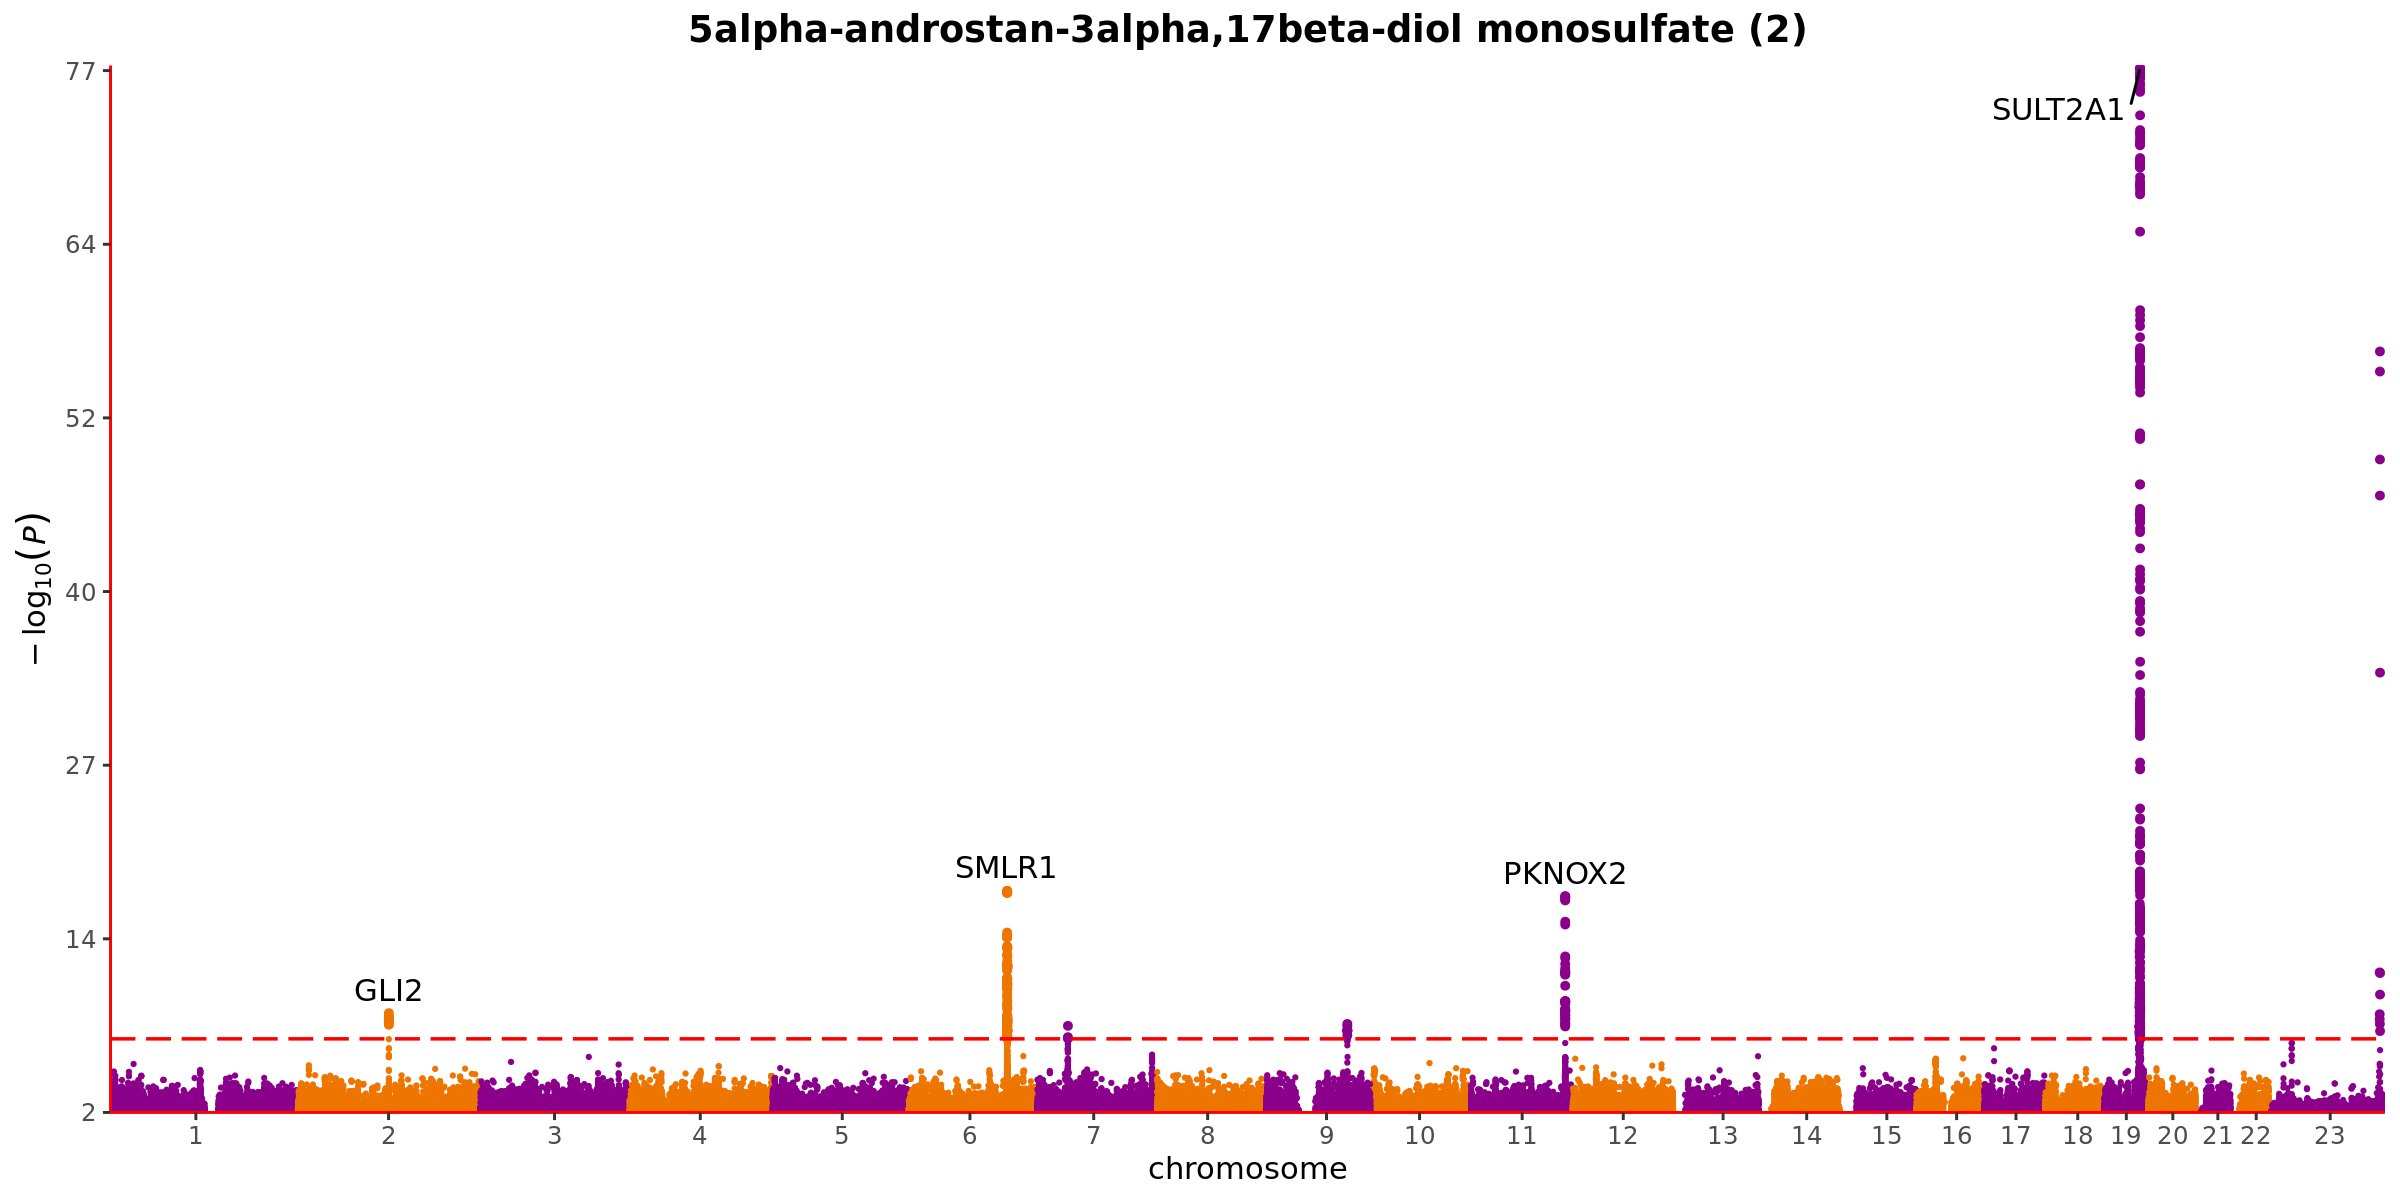 5alpha-androstan-3alpha,17beta-diol monosulfate (2)
77
SULT2A1
64
52
− log10(P)
40
27
SMLR1
PKNOX2
14
GLI2
2
1 2 3 4 5 6 7 8 9 10 11 12 13 14 15 16 17 18 19 20 21 22 23
chromosome